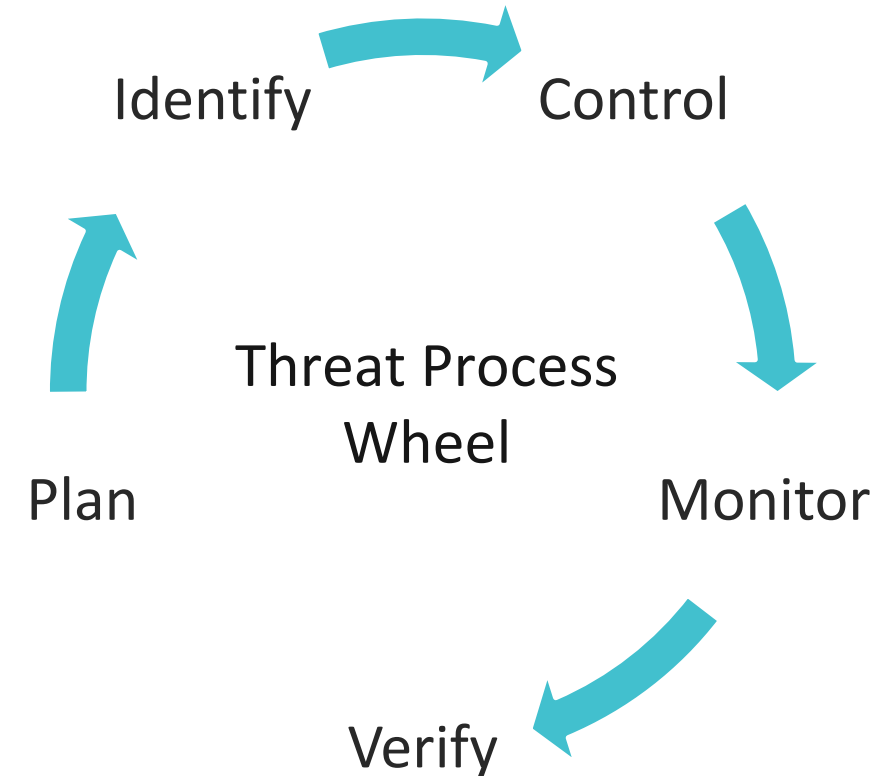 Identify
Control
Threat Process
Wheel
Plan
Monitor
Verify